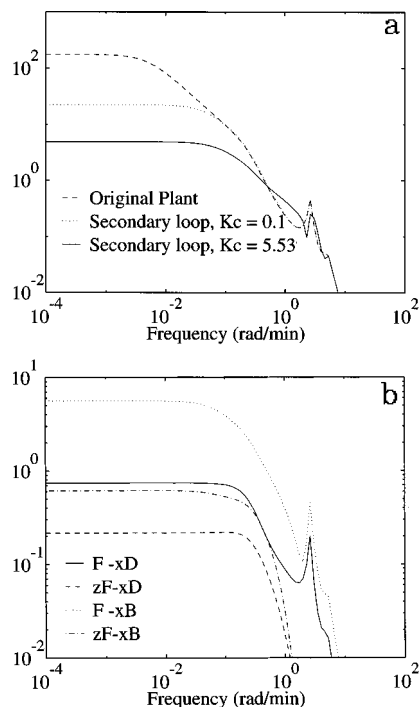 a
10^2
10^0
10^-2
Original Plant
Secondary loop, Kc = 0.1
Secondary loop, Kc = 5.53
10^-4 10^-2 10^0 10^2
Frequency (rad/min)
b
10^1
10^0
10^-1
10^-2
F -xD
zF-xD
F -xB
zF-xB
10^-4 10^-2 10^0 10^2
Frequency (rad/min)